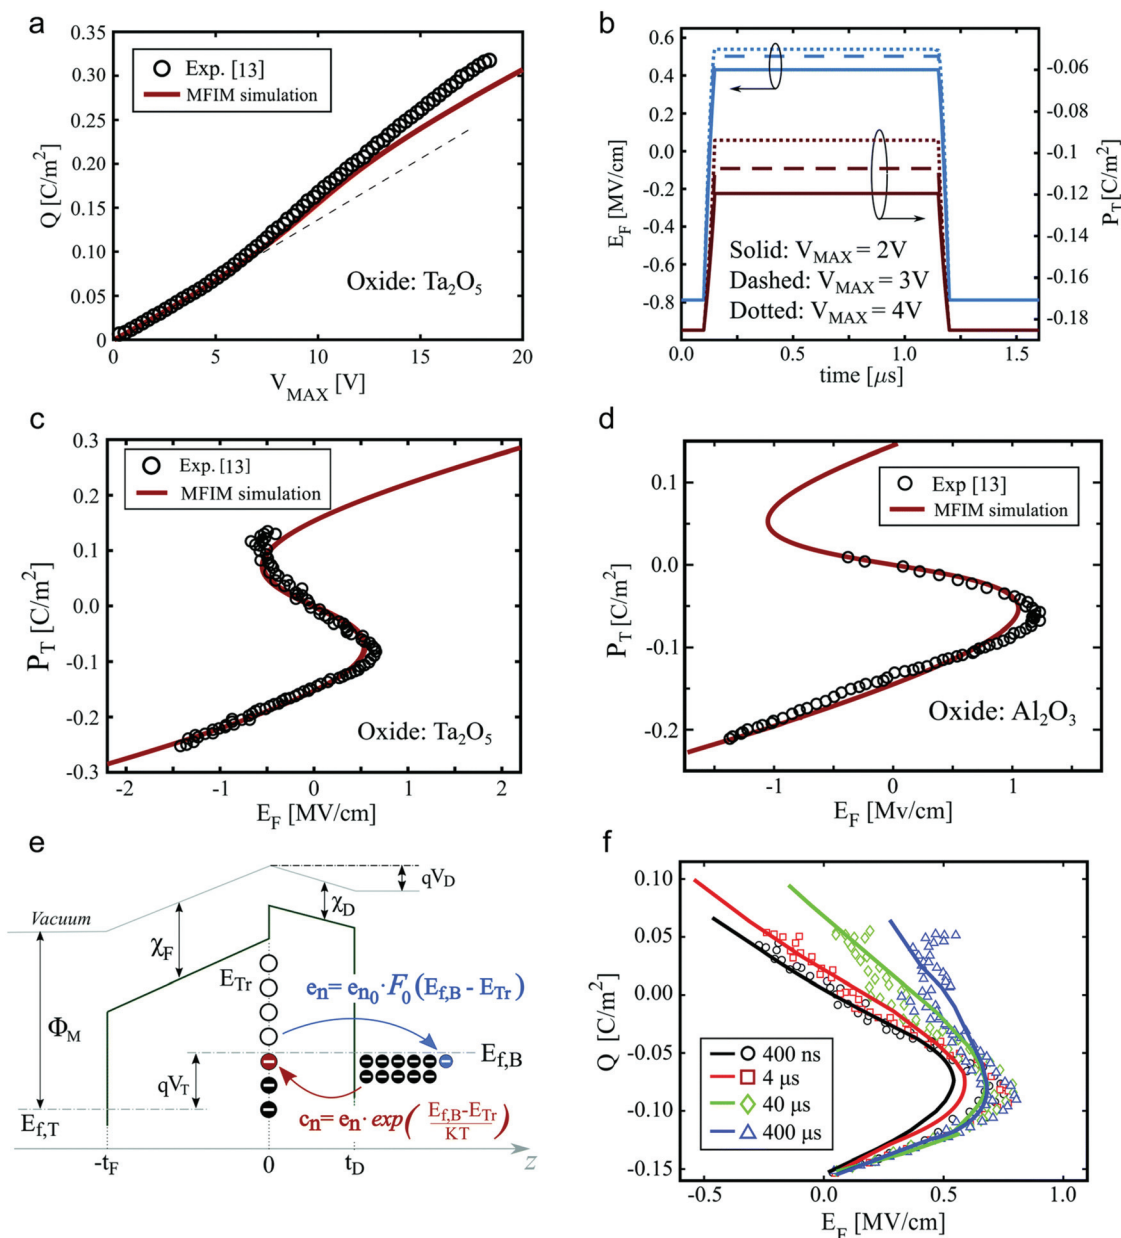 a
0.35
0.30
0.25
0.20
0.15
0.10
0.05
0
Q [C/m²]
Exp. [13]
MFIM simulation
Oxide: Ta₂O₅
0
5
10
15
20
V_MAX [V]
b
0.6
0.4
0.2
0.0
-0.2
-0.4
-0.6
-0.8
E_F [MV/cm]
-0.06
-0.08
-0.1
-0.12
-0.14
-0.16
-0.18
P_T [C/m²]
Solid: V_MAX = 2V
Dashed: V_MAX = 3V
Dotted: V_MAX = 4V
0.0
0.5
1.0
1.5
time [μs]
c
0.3
0.2
0.1
0.0
-0.1
-0.2
-0.3
P_T [C/m²]
Exp. [13]
MFIM simulation
Oxide: Ta₂O₅
-2
-1
0
1
2
E_F [MV/cm]
d
0.1
0.0
-0.1
-0.2
P_T [C/m²]
Exp [13]
MFIM simulation
Oxide: Al₂O₃
-1
0
1
E_F [Mv/cm]
e
qV_D
Vacuum
χ_D
χ_F
E_Tr
e_n= e_n₀·F₀(E_f,B - E_Tr)
Φ_M
E_f,B
qV_T
E_f,T
c_n= e_n·exp(E_f,B-E_Tr/KT)
-t_F
0
t_D
z
f
0.10
0.05
0.00
-0.05
-0.10
-0.15
Q [C/m²]
400 ns
4 μs
40 μs
400 μs
-0.5
0.0
0.5
1.0
E_F [MV/cm]